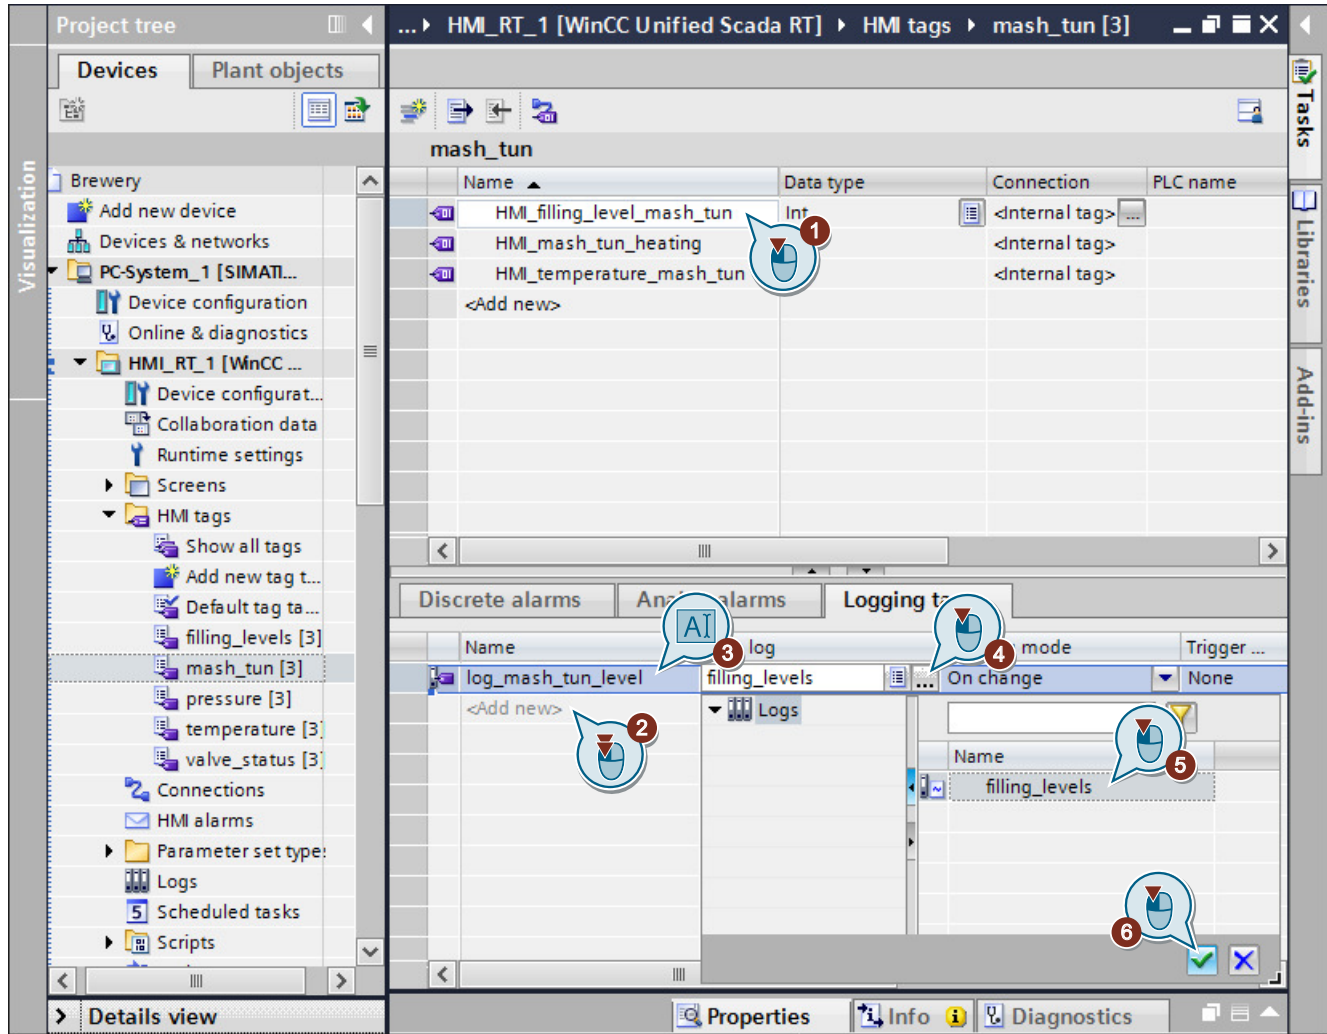 Project tree
... HMI_RT_1 [WinCC Unified Scada RT] HMI tags mash_tun [3]
Devices
Plant objects
Visualization
Brewery
Add new device
Devices & networks
PC-System_1 [SIMATI...
Device configuration
Online & diagnostics
HMI_RT_1 [WinCC ...
Device configurat...
Collaboration data
Runtime settings
Screens
HMI tags
Show all tags
Add new tag t...
Default tag ta...
filling_levels [3]
mash_tun [3]
pressure [3]
temperature [3]
valve_status [3]
Connections
HMI alarms
Parameter set types
Logs
5 Scheduled tasks
Scripts
Details view
mash_tun
Name Data type Connection PLC name
HMI_filling_level_mash_tun Int <Internal tag> ...
HMI_mash_tun_heating <Internal tag>
HMI_temperature_mash_tun <Internal tag>
<Add new>
1
Discrete alarms
Analog alarms
Logging ta
Name log mode Trigger ...
log_mash_tun_level filling_levels ... On change None
<Add new>
Logs
Name
filling_levels
AI
2
3
4
5
6
Properties
Info
Diagnostics
Tasks
Libraries
Add-ins